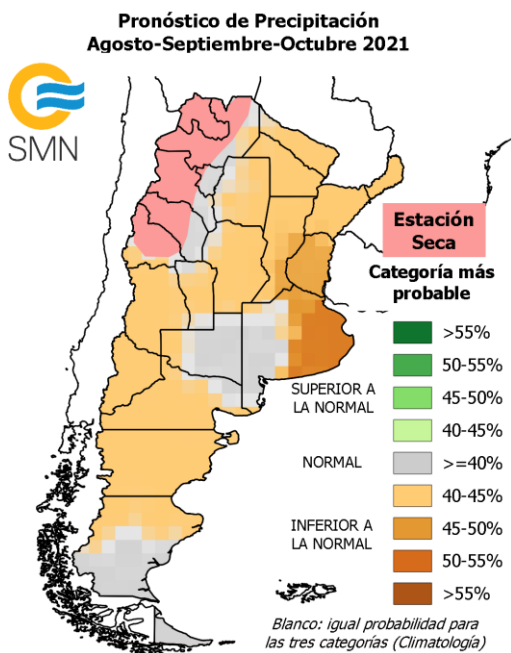 Pronóstico de Precipitación
Agosto-Septiembre-Octubre 2021
SMN
Estación
Seca
Categoría más
probable
>55%
50-55%
45-50%
40-45%
SUPERIOR A
LA NORMAL
>=40%
NORMAL
40-45%
45-50%
50-55%
>55%
INFERIOR A
LA NORMAL
Blanco: igual probabilidad para
las tres categorías (Climatología)